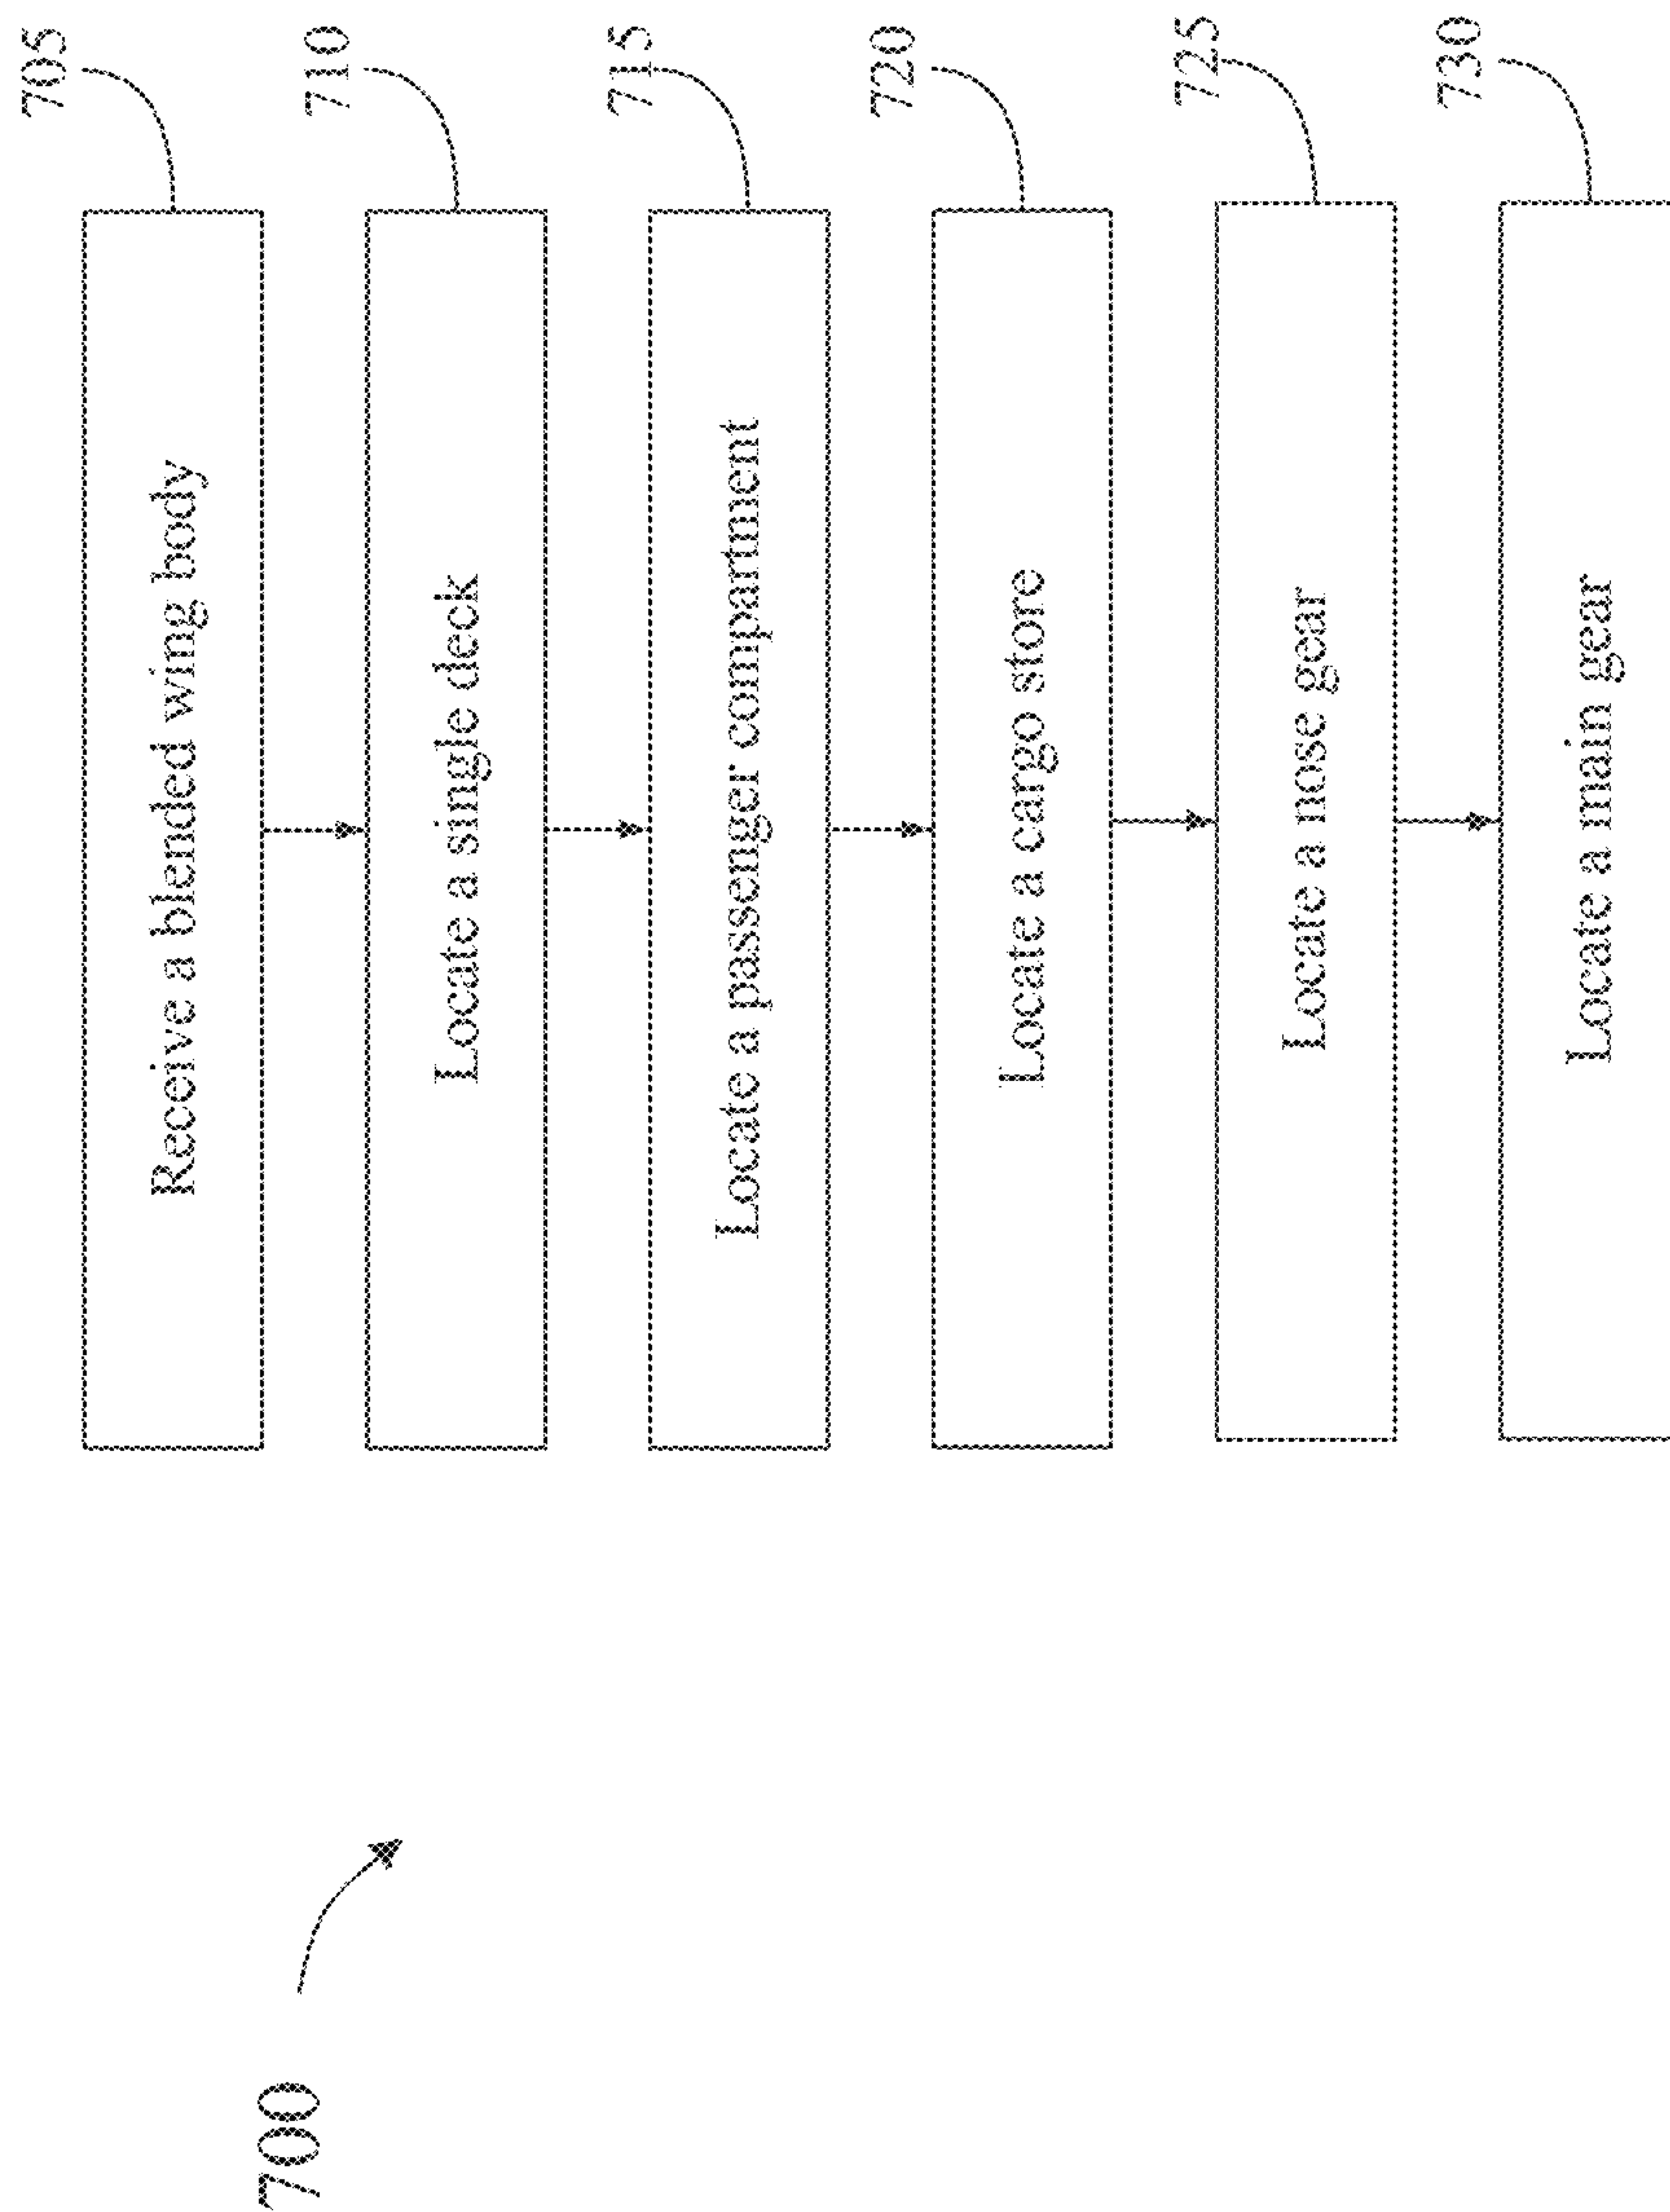 700
Receive a blended wing body
705
Locate a single deck
710
Locate a passenger compartment
715
Locate a cargo store
720
Locate a nose gear
725
Locate a main gear
730